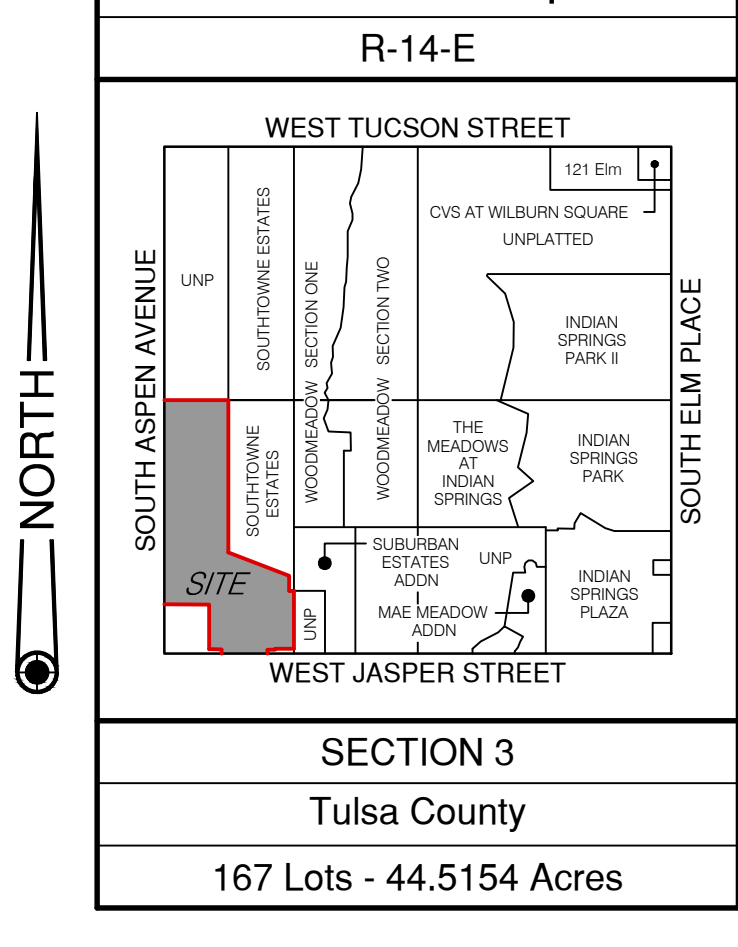 R-14-E
WEST TUCSON STREET
121 Elm
CVS AT WILBURN SQUARE
UNPLATTED
UNP
SOUTHTOWNE ESTATES
WOODMEADOW SECTION ONE
WOODMEADOW SECTION TWO
INDIAN
SPRINGS
PARK II
SOUTH ASPEN AVENUE
SOUTH ELM PLACE
NORTH
SOUTHTOWNE
ESTATES
THE
MEADOWS
AT
INDIAN
SPRINGS
INDIAN
SPRINGS
PARK
SITE
SUBURBAN
ESTATES
ADDN
UNP
MAE MEADOW
ADDN
UNP
INDIAN
SPRINGS
PLAZA
WEST JASPER STREET
SECTION 3
Tulsa County
167 Lots - 44.5154 Acres